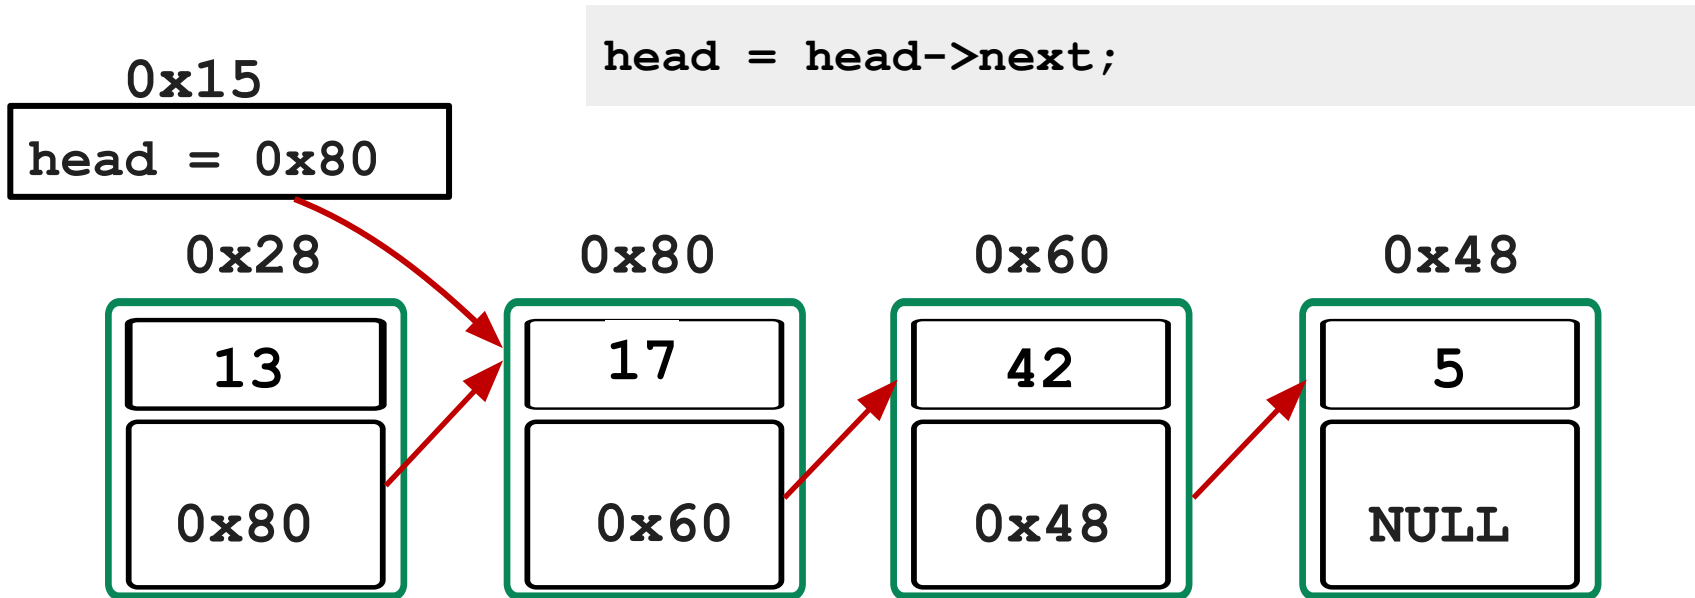 head = head->next;
0x15
head = 0x80
0x28 0x80 0x60 0x48
13 17 42 5
0x80 0x60 0x48 NULL